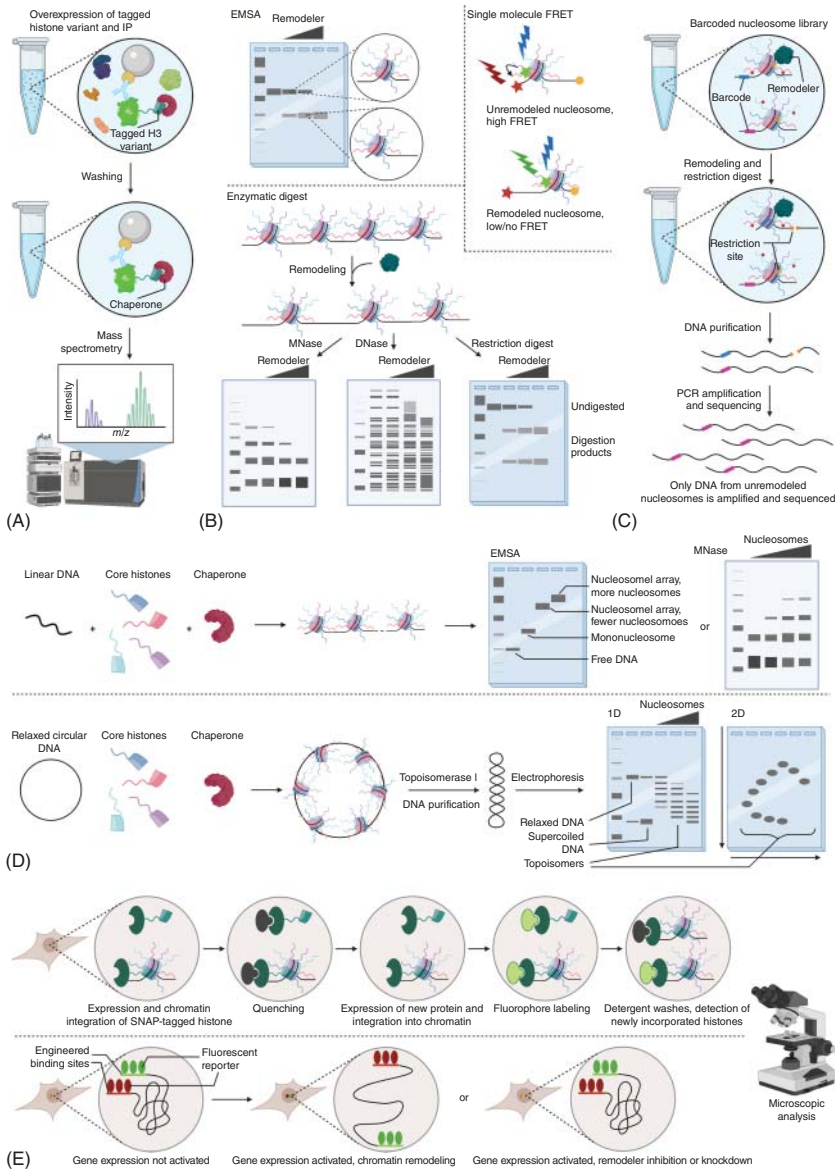 Overexpression of tagged
histone variant and IP
Tagged H3
variant
Washing
Chaperone
Mass
spectrometry
Intensity
m/z
(A)
EMSA
Remodeler
Enzymatic digest
Remodeling
MNase
DNase
Restriction digest
Remodeler
Remodeler
Remodeler
Undigested
Digestion
products
(B)
Single molecule FRET
Unremodeled nucleosome,
high FRET
Remodeled nucleosome,
low/no FRET
Barcoded nucleosome library
Barcode
Remodeler
Remodeling and
restriction digest
Restriction
site
DNA purification
PCR amplification
and sequencing
Only DNA from unremodeled
nucleosomes is amplified and sequenced
(C)
Linear DNA
Core histones
Chaperone
+
+
EMSA
Nucleosomel array,
more nucleosomes
Nucleosomel array,
fewer nucleosomoes
Mononucleosome
Free DNA
or
MNase
Nucleosomes
Relaxed circular
DNA
Core histones
Chaperone
Topoisomerase I
DNA purification
Electrophoresis
1D
Nucleosomes
2D
Relaxed DNA
Supercoiled
DNA
Topoisomers
(D)
Expression and chromatin
integration of SNAP-tagged histone
Quenching
Expression of new protein and
integration into chromatin
Fluorophore labeling
Detergent washes, detection of
newly incorporated histones
Engineered
binding sites
Fluorescent
reporter
or
Microscopic
analysis
(E)
Gene expression not activated
Gene expression activated, chromatin remodeling
Gene expression activated, remodeler inhibition or knockdown